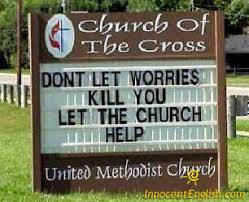 Church Of
The Cross
DONT LET WORRIES
KILL YOU
LET THE CHURCH
HELP
United Methodist Church
InnocentEnglish.com